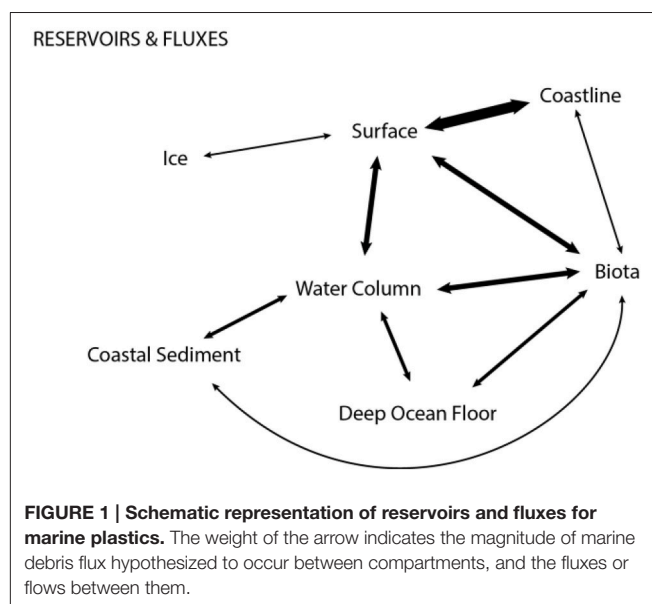 RESERVOIRS & FLUXES
Coastline
Surface
Ice
Biota
Water Column
Coastal Sediment
Deep Ocean Floor
FIGURE 1 | Schematic representation of reservoirs and fluxes for
marine plastics. The weight of the arrow indicates the magnitude of marine
debris flux hypothesized to occur between compartments, and the fluxes or
flows between them.